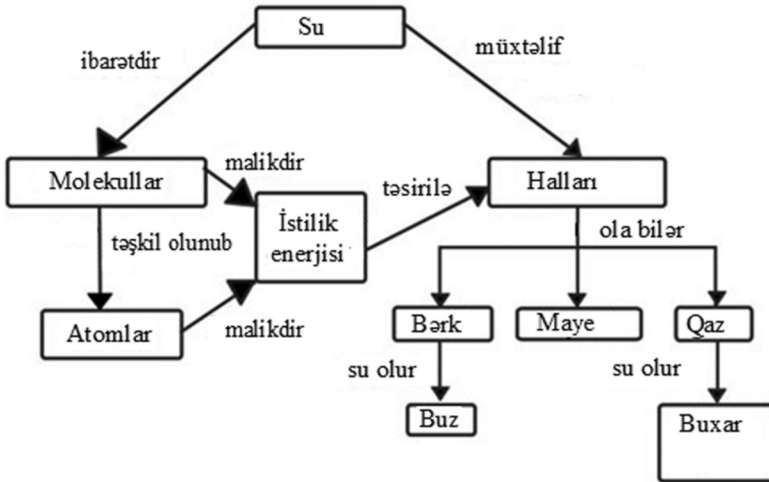 Su
ibarətdir
müxtəlif
Molekullar
malikdir
Halları
təsirilə
İstilik
enerjisi
təşkil olunub
ola bilər
Atomlar
malikdir
Bərk
Maye
Qaz
su olur
su olur
Buz
Buxar